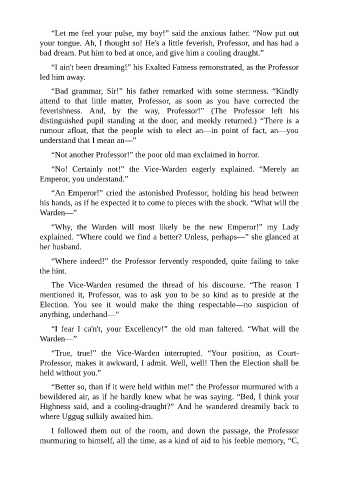 “Let me feel your pulse, my boy!” said the anxious father. “Now put out
your tongue. Ah, I thought so! He's a little feverish, Professor, and has had a
bad dream. Put him to bed at once, and give him a cooling draught.”
“I ain't been dreaming!” his Exalted Fatness remonstrated, as the Professor
led him away.
“Bad grammar, Sir!” his father remarked with some sternness. “Kindly
attend to that little matter, Professor, as soon as you have corrected the
feverishness. And, by the way, Professor!” (The Professor left his
distinguished pupil standing at the door, and meekly returned.) “There is a
rumour afloat, that the people wish to elect an—in point of fact, an—you
understand that I mean an—”
“Not another Professor!” the poor old man exclaimed in horror.
“No! Certainly not!” the Vice-Warden eagerly explained. “Merely an
Emperor, you understand.”
“An Emperor!” cried the astonished Professor, holding his head between
his hands, as if he expected it to come to pieces with the shock. “What will the
Warden—”
“Why, the Warden will most likely be the new Emperor!” my Lady
explained. “Where could we find a better? Unless, perhaps—” she glanced at
her husband.
“Where indeed!” the Professor fervently responded, quite failing to take
the hint.
The Vice-Warden resumed the thread of his discourse. “The reason I
mentioned it, Professor, was to ask you to be so kind as to preside at the
Election. You see it would make the thing respectable—no suspicion of
anything, underhand—”
“I fear I ca'n't, your Excellency!” the old man faltered. “What will the
Warden—”
“True, true!” the Vice-Warden interrupted. “Your position, as Court-
Professor, makes it awkward, I admit. Well, well! Then the Election shall be
held without you.”
“Better so, than if it were held within me!” the Professor murmured with a
bewildered air, as if he hardly knew what he was saying. “Bed, I think your
Highness said, and a cooling-draught?” And he wandered dreamily back to
where Uggug sulkily awaited him.
I followed them out of the room, and down the passage, the Professor
murmuring to himself, all the time, as a kind of aid to his feeble memory, “C,